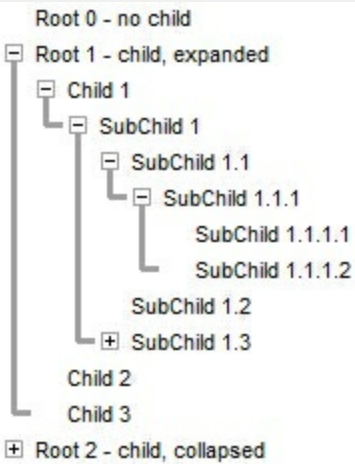 Root 0 - no child
Root 1 - child, expanded
Child 1
SubChild 1
SubChild 1.1
SubChild 1.1.1
SubChild 1.1.1.1
SubChild 1.1.1.2
SubChild 1.2
SubChild 1.3
Child 2
Child 3
Root 2 - child, collapsed